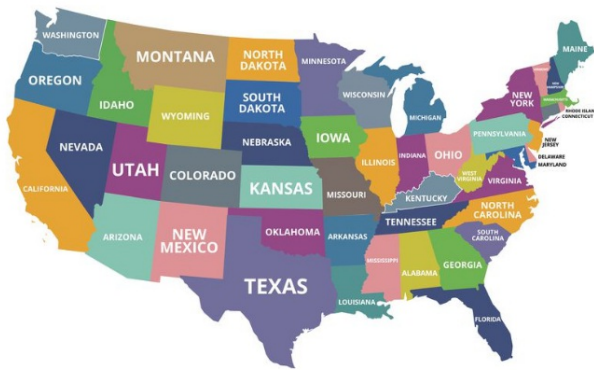 WASHINGTON
MONTANA
NORTH
DAKOTA
MINNESOTA
MAINE
OREGON
IDAHO
SOUTH
DAKOTA
WISCONSIN
NEW
YORK
WYOMING
MICHIGAN
RHODE ISLAN
CONNECTICUT
IOWA
PENNSYLVANIA
NEW
JERSEY
NEVADA
NEBRASKA
ILLINOIS
INDIANA
OHIO
DELAWARE
MARYLAND
UTAH
COLORADO
WEST
VIRGINIA
VIRGINIA
CALIFORNIA
KANSAS
MISSOURI
KENTUCKY
NORTH
CAROLINA
TENNESSEE
ARIZONA
NEW
MEXICO
OKLAHOMA
ARKANSAS
SOUTH
CAROLINA
MISSISSIPPI
ALABAMA
GEORGIA
TEXAS
LOUISIANA
FLORIDA